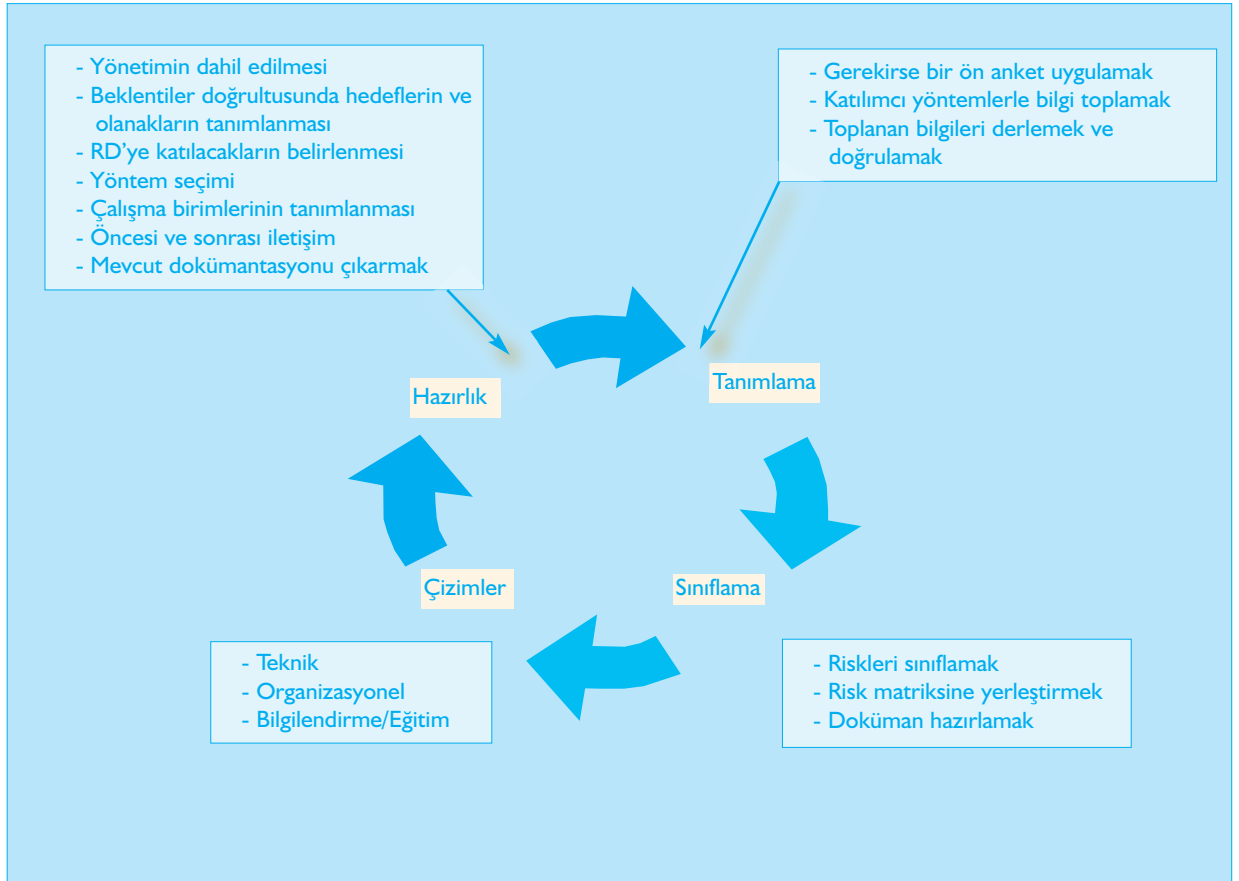 - Yönetimin dahil edilmesi
- Beklentiler doğrultusunda hedeflerin ve
olanakların tanımlanması
- RD'ye katılacakların belirlenmesi
- Yöntem seçimi
- Çalışma birimlerinin tanımlanması
- Öncesi ve sonrası iletişim
- Mevcut dokümantasyonu çıkarmak
- Gerekirse bir ön anket uygulamak
- Katılımcı yöntemlerle bilgi toplamak
- Toplanan bilgileri derlemek ve
doğrulamak
Hazırlık
Tanımlama
Çizimler
Sınıflama
- Teknik
- Organizasyonel
- Bilgilendirme/Eğitim
- Riskleri sınıflamak
- Risk matriksine yerleştirmek
- Doküman hazırlamak